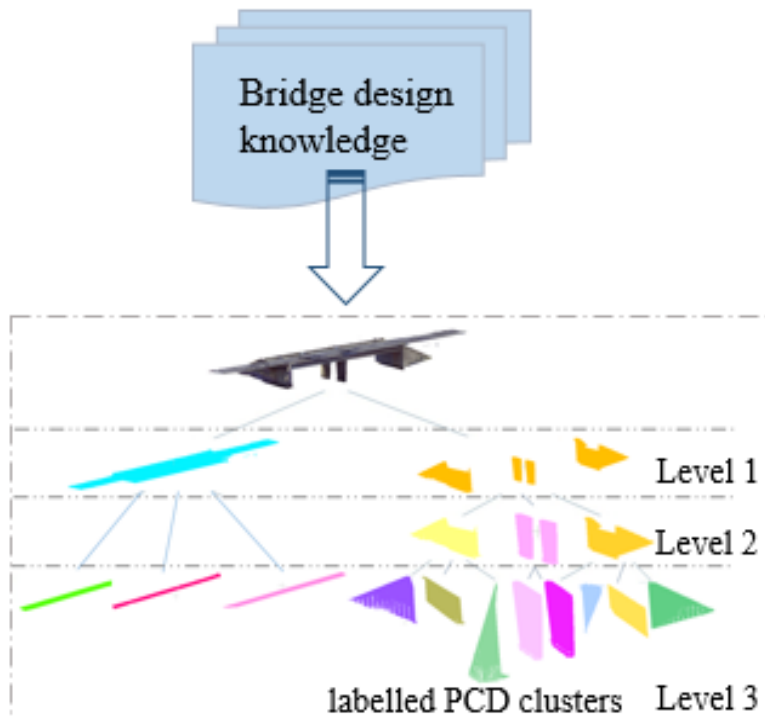 Bridge design
knowledge
Level 1
Level 2
labelled PCD clusters
Level 3